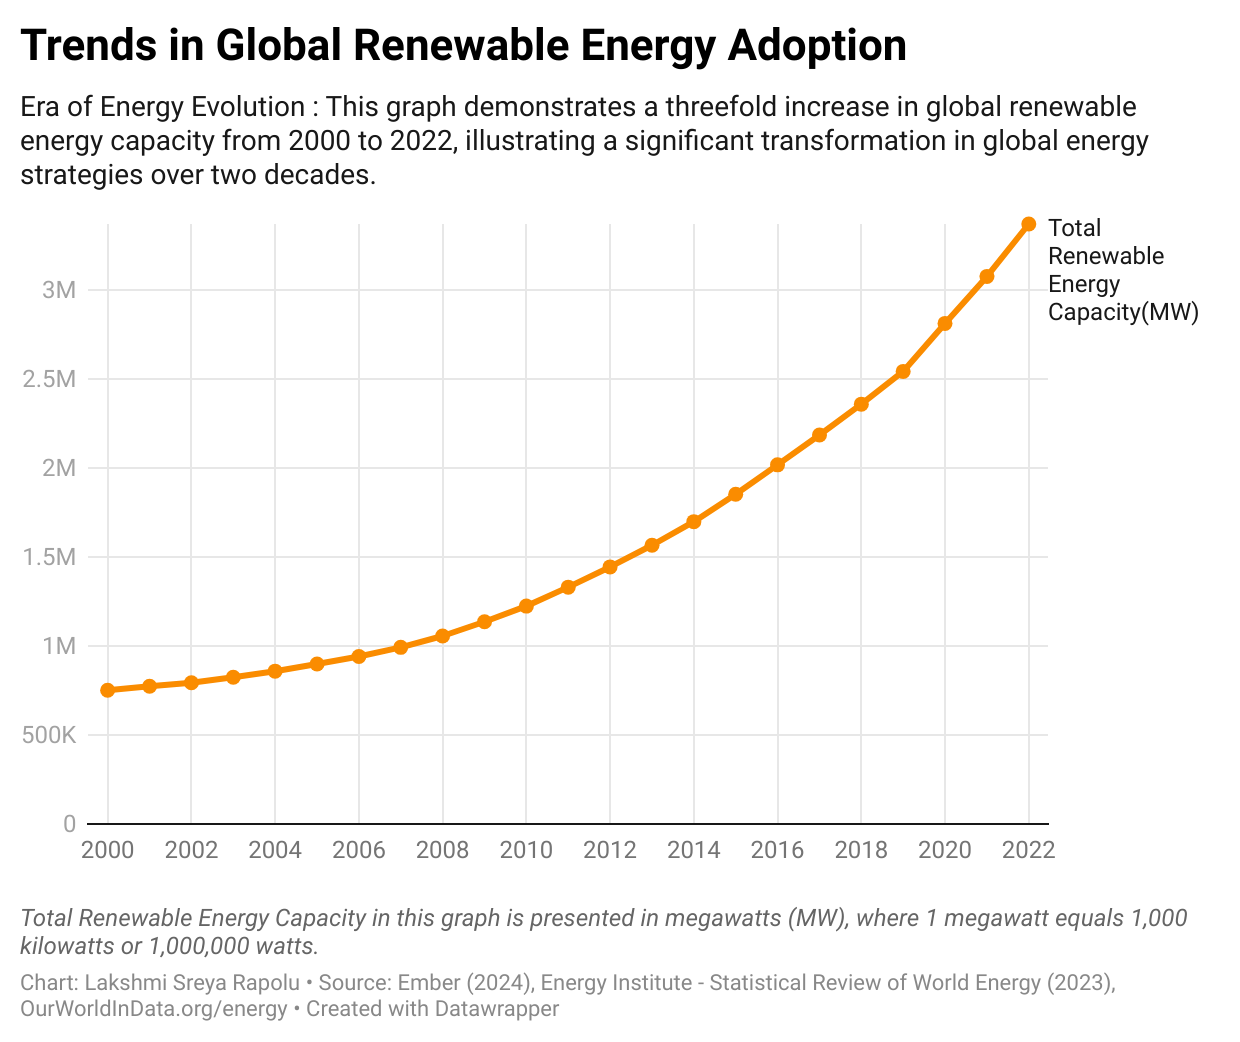 Trends in Global Renewable Energy Adoption
Era of Energy Evolution : This graph demonstrates a threefold increase in global renewable
energy capacity from 2000 to 2022, illustrating a significant transformation in global energy
strategies over two decades.
Total
Renewable
Energy
Capacity(MW)
3M
2.5M
2M
1.5M
1M
500K
0
2000 2002 2004 2006 2008 2010 2012 2014 2016 2018 2020 2022
Total Renewable Energy Capacity in this graph is presented in megawatts (MW), where 1 megawatt equals 1,000
kilowatts or 1,000,000 watts.
Chart: Lakshmi Sreya Rapolu • Source: Ember (2024), Energy Institute - Statistical Review of World Energy (2023),
OurWorldInData.org/energy • Created with Datawrapper